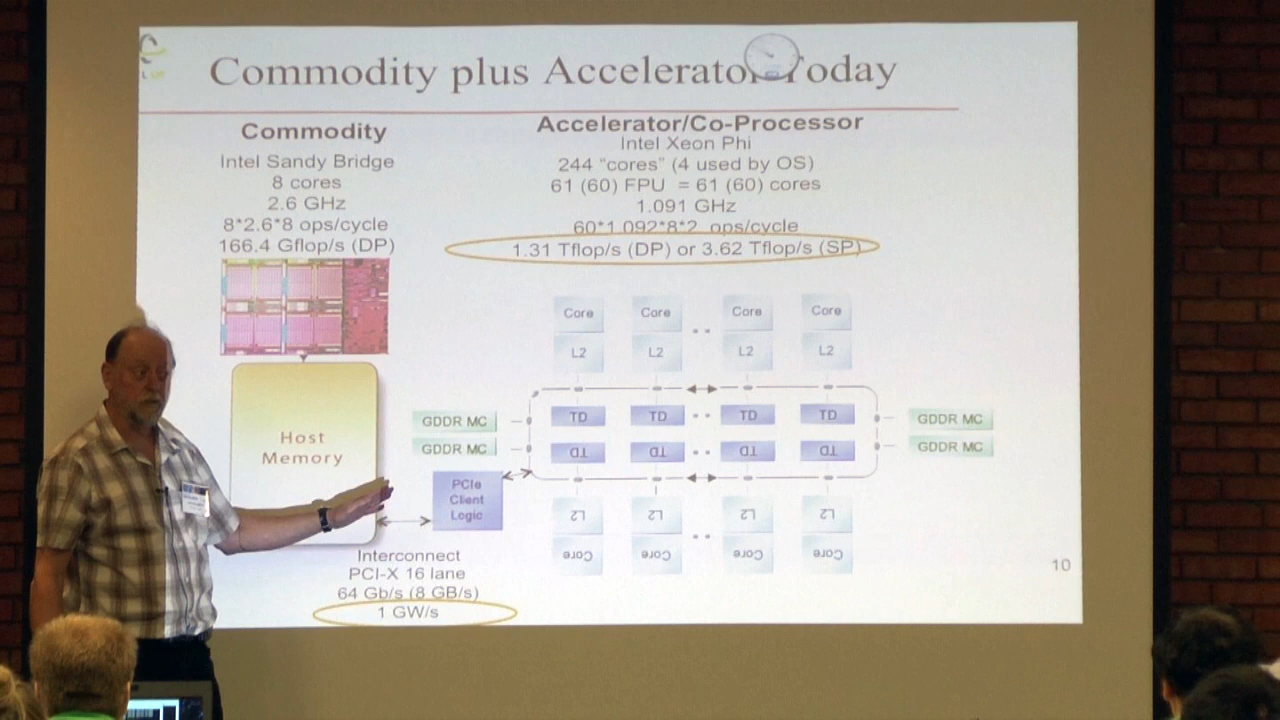 Commodity plus Accelerator Today
Commodity
Intel Sandy Bridge
8 cores
2.6 GHz
8*2.6*8 ops/cycle
166.4 Gflop/s (DP)
Accelerator/Co-Processor
Intel Xeon Phi
244 "cores" (4 used by OS)
61 (60) FPU = 61 (60) cores
1.091 GHz
60*1.092*8*2 ops/cycle
1.31 Tflop/s (DP) or 3.62 Tflop/s (SP)
Core Core Core Core
L2 L2 L2 L2
Host
Memory
GDDR MC
GDDR MC
TD TD TD TD
TD TD TD TD
GDDR MC
GDDR MC
PCIe
Client
Logic
L2 L2 L2 L2
Core Core Core Core
Interconnect
PCI-X 16 lane
64 Gb/s (8 GB/s)
1 GW/s
10